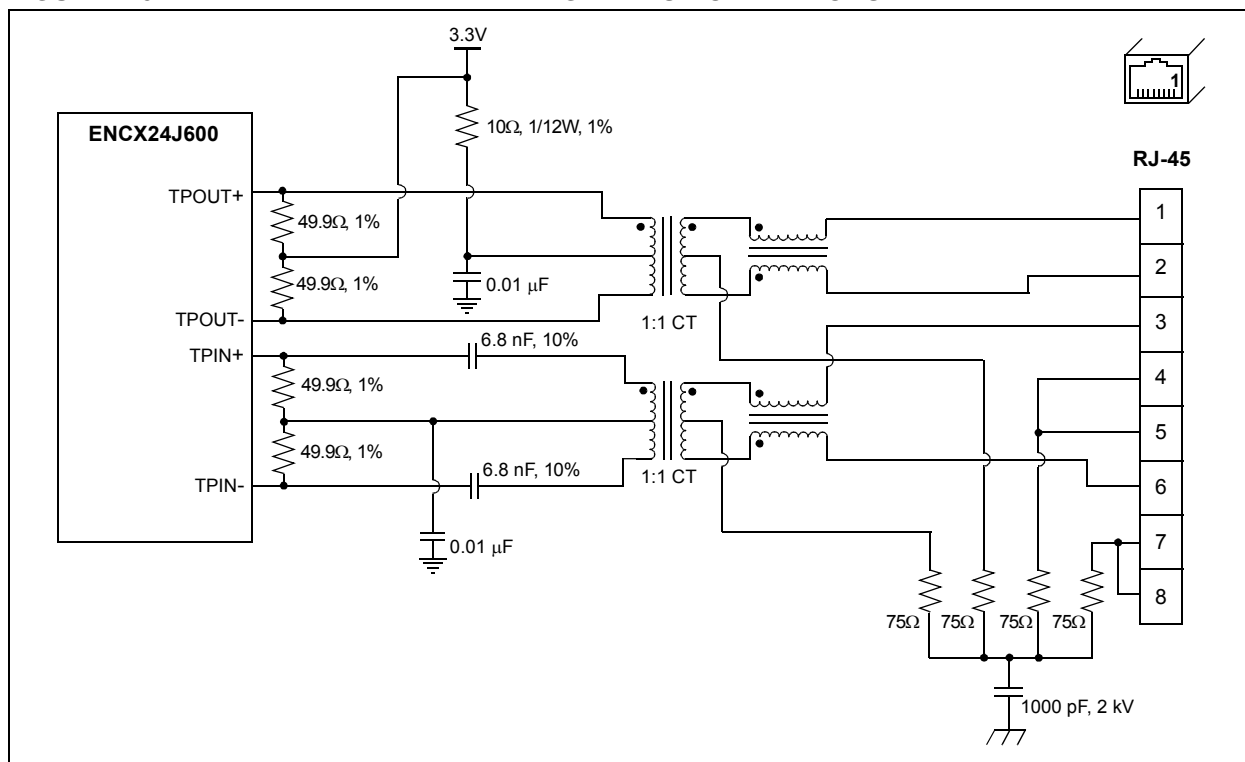 3.3V
1
ENCX24J600
10Ω, 1/12W, 1%
RJ-45
TPOUT+
49.9Ω, 1%
1
49.9Ω, 1%
0.01 μF
2
TPOUT-
1:1 CT
3
TPIN+
6.8 nF, 10%
49.9Ω, 1%
4
5
49.9Ω, 1%
6.8 nF, 10%
1:1 CT
TPIN-
6
0.01 μF
7
8
75Ω
75Ω
75Ω
75Ω
1000 pF, 2 kV